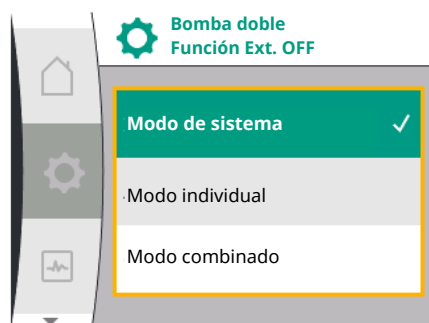 Bomba doble
Función Ext. OFF
Modo de sistema
Modo individual
Modo combinado